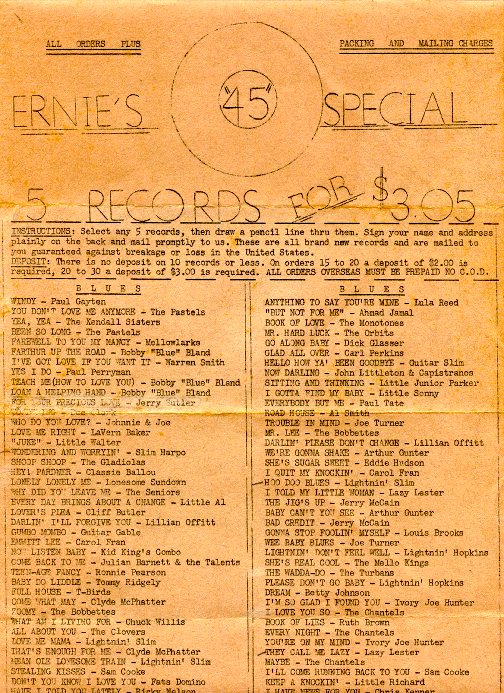 ALL ORDERS PLUS
PACKING AND MAILING CHARGES
ERNIE'S "45" SPECIAL
5 RECORDS FOR $3.05
INSTRUCTIONS: Select any 5 records, then draw a pencil line thru them. Sign your name and address
plainly on the back and mail promptly to us. These are all brand new records and are mailed to
you guaranteed against breakage or loss in the United States.
DEPOSIT: There is no deposit on 10 records or less. On orders 15 to 20 a deposit of $2.00 is
required, 20 to 30 a deposit of $3.00 is required. ALL ORDERS OVERSEAS MUST BE PREPAID NO C.O.D.
B L U E S
WINDY - Paul Gayten
YOU DON'T LOVE ME ANYMORE - The Pastels
YEA, YEA - The Kendall Sisters
BEEN SO LONG - The Pastels
FAREWELL TO YOU MY NANCY - Mellowlarks
FARTHUR UP THE ROAD - Bobby "Blue" Bland
I'VE GOT LOVE IF YOU WANT IT - Warren Smith
YES I DO - Paul Perryman
TEACH ME(HOW TO LOVE YOU) - Bobby "Blue" Bland
LOAN A HELPING HAND - Bobby "Blue" Bland
FOR YOUR PRECIOUS LOVE - Jerry Butler
WHO DO YOU LOVE? - Johnnie & Joe
LOVE ME RIGHT - LaVern Baker
"JUKE" - Little Walter
WONDERING AND WORRYIN' - Slim Harpo
SHOOP SHOOP - The Gladiolas
HEY! PARDNER - Classie Ballou
LONELY LONELY ME - Lonesome Sundown
WHY DID YOU LEAVE ME - The Seniors
EVERY DAY BRINGS ABOUT A CHANGE - Little Al
LOVER'S PLEA - Cliff Butler
DARLIN' I'LL FORGIVE YOU - Lillian Offitt
GUMBO MOMBO - Guitar Gable
EMMITT LEE - Carol Fran
NOT LISTEN BABY - Kid King's Combo
COME BACK TO ME - Julian Barnett & the Talents
TEEN-AGE FANCY - Ronnie Pearson
BABY DO LIDDLE - Tommy Ridgely
FULL HOUSE - T-Birds
COME WHAT MAY - Clyde McPhatter
ZOOMY - The Bobbettes
WHAT AM I LIVING FOR - Chuck Willis
ALL ABOUT YOU - The Clovers
LOVE ME MAMA - Lightnin' Slim
THAT'S ENOUGH FOR ME - Clyde McPhatter
MEAN OLE LONESOME TRAIN - Lightnin' Slim
STEALING KISSES - Sam Cooke
DON'T YOU KNOW I LOVE YOU - Fats Domino
HAVE I TOLD YOU LATELY - Ricky Nelson
B L U E S
ANYTHING TO SAY YOU'RE MINE - Lula Reed
"BUT NOT FOR ME" - Ahmad Jamal
BOOK OF LOVE - The Monotones
MR. HARD LUCK - The Orbits
GO ALONG BABY - Dick Glasser
GLAD ALL OVER - Carl Perkins
HELLO HOW YA' BEEN GOODBYE - Guitar Slim
NOW DARLING - John Littleton & Capistranos
SITTING AND THINKING - Little Junior Parker
I GOTTA FIND MY BABY - Little Sonny
EVERYBODY BUT ME - Paul Tate
ROAD HOUSE - Al Smith
TROUBLE IN MIND - Joe Turner
MR. LEE - The Bobbettes
DARLIN' PLEASE DON'T CHANGE - Lillian Offitt
WE'RE GONNA SHAKE - Arthur Gunter
SHE'S SUGAR SWEET - Eddie Hudson
I QUIT MY KNOCKIN' - Carol Fran
HOO DOO BLUES - Lightnin' Slim
I TOLD MY LITTLE WOMAN - Lazy Lester
THE JIG'S UP - Jerry McCain
BABY CAN'T YOU SEE - Arthur Gunter
BAD CREDIT - Jerry McCain
GONNA STOP FOOLIN' MYSELF - Louis Brooks
WEE BABY BLUES - Joe Turner
LIGHTNIN' DON'T FEEL WELL - Lightnin' Hopkins
SHE'S REAL COOL - The Mello Kings
THE WADDA-DO - The Turbans
PLEASE DON'T GO BABY - Lightnin' Hopkins
DREAM - Betty Johnson
I'M SO GLAD I FOUND YOU - Ivory Joe Hunter
I LOVE YOU SO - The Chantels
BOOK OF LIES - Ruth Brown
EVERY NIGHT - The Chantels
YOU'RE ON MY MIND - Ivory Joe Hunter
THEY CALL ME LAZY - Lazy Lester
MAYBE - The Chantels
I'LL COME RUNNING BACK TO YOU - Sam Cooke
KEEP A KNOCKIN' - Little Richard
I HAVE NEWS FOR YOU - Chris Kenner